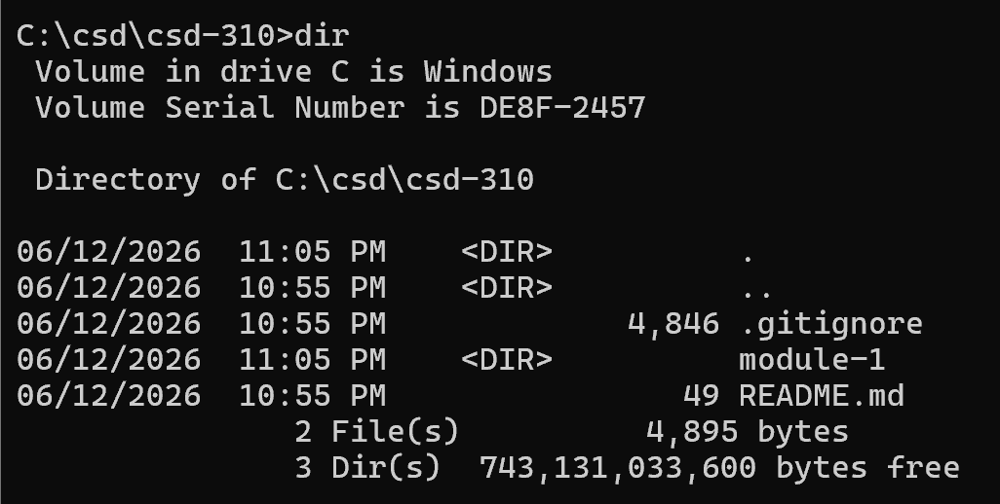 C:\csd\csd-310>dir
 Volume in drive C is Windows
 Volume Serial Number is DE8F-2457

 Directory of C:\csd\csd-310

06/12/2026  11:05 PM    <DIR>          .
06/12/2026  10:55 PM    <DIR>          ..
06/12/2026  10:55 PM             4,846 .gitignore
06/12/2026  11:05 PM    <DIR>          module-1
06/12/2026  10:55 PM                49 README.md
               2 File(s)          4,895 bytes
               3 Dir(s)  743,131,033,600 bytes free